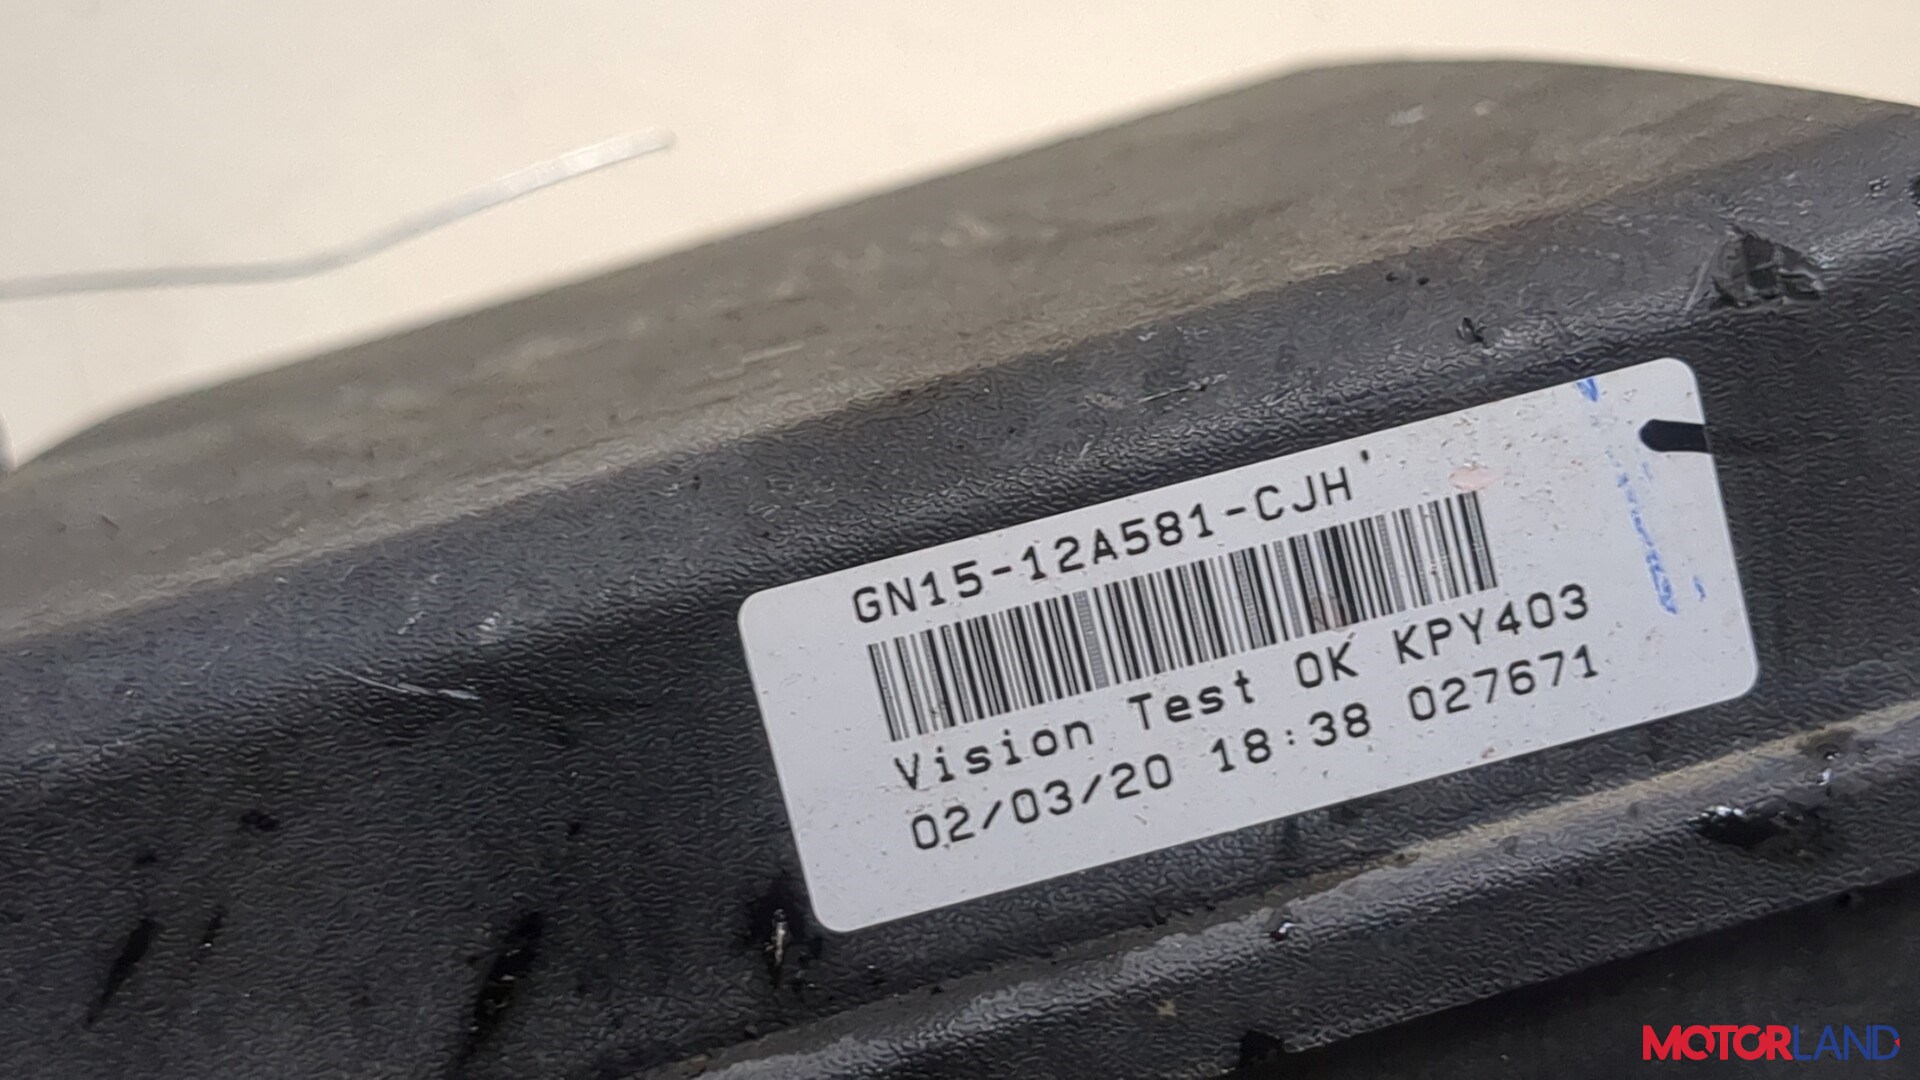 GN15-12A581-CJH'
Vision Test OK KPY403
02/03/20 18:38 027671
MOTORLAND